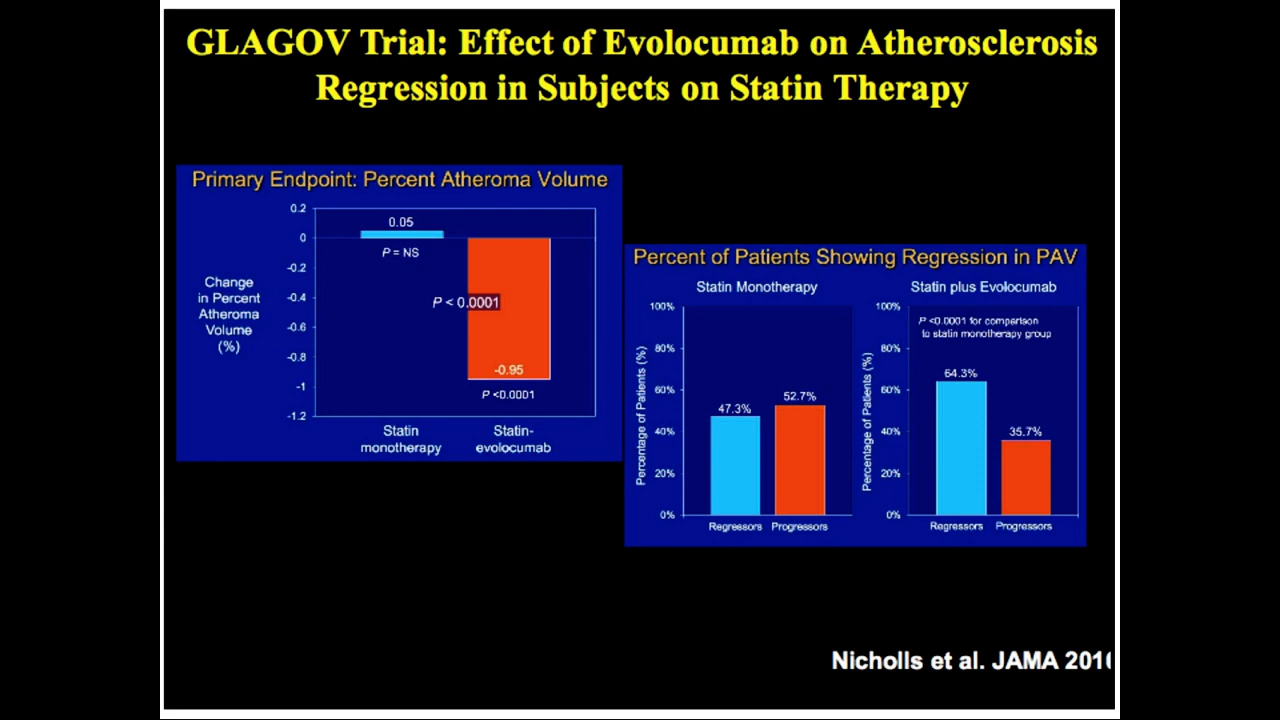 GLAGOV Trial: Effect of Evolocumab on Atherosclerosis
Regression in Subjects on Statin Therapy
Primary Endpoint: Percent Atheroma Volume
0.2
0
-0.2
-0.4
-0.6
-0.8
-1
-1.2
Change
in Percent
Atheroma
Volume
(%)
0.05
P = NS
P < 0.0001
-0.95
P <0.0001
Statin
monotherapy
Statin-
evolocumab
Percent of Patients Showing Regression in PAV
Statin Monotherapy
100%
80%
60%
40%
20%
0%
Percentage of Patients (%)
47.3%
52.7%
Regressors
Progressors
Statin plus Evolocumab
100%
80%
60%
40%
20%
0%
Percentage of Patients (%)
P <0.0001 for comparison
to statin monotherapy group
64.3%
35.7%
Regressors
Progressors
Nicholls et al. JAMA